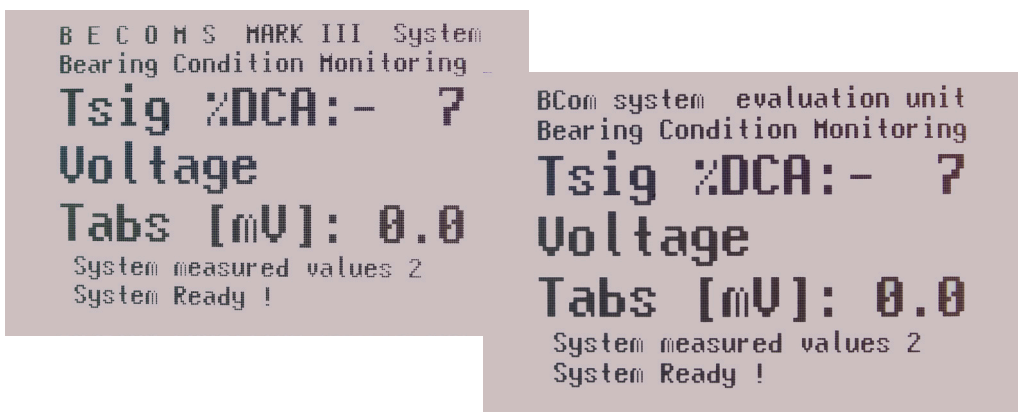 B E C O M S MARK III System
Bearing Condition Monitoring
Tsig %DCA:- 7
Voltage
Tabs [mV]: 0.0
System measured values 2
System Ready !
BCom system evaluation unit
Bearing Condition Monitoring
Tsig %DCA:- 7
Voltage
Tabs [mV]: 0.0
System measured values 2
System Ready !